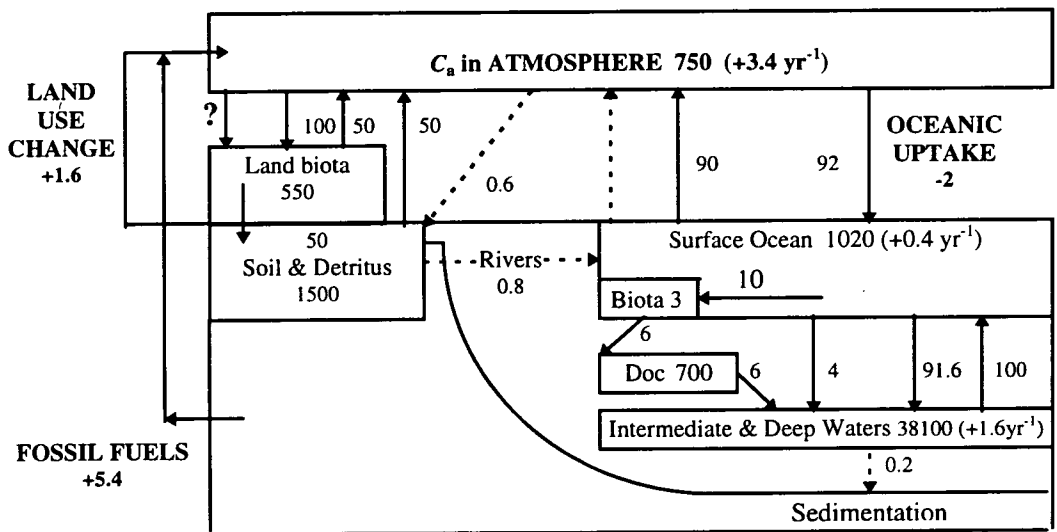 C_a in ATMOSPHERE 750 (+3.4 yr⁻¹)
LAND
USE
CHANGE
+1.6
?
100
50
50
Land biota
550
0.6
90
92
OCEANIC
UPTAKE
-2
50
Soil & Detritus
1500
Rivers
0.8
Surface Ocean 1020 (+0.4 yr⁻¹)
Biota 3
10
6
Doc 700
6
4
91.6
100
Intermediate & Deep Waters 38100 (+1.6yr⁻¹)
FOSSIL FUELS
+5.4
0.2
Sedimentation